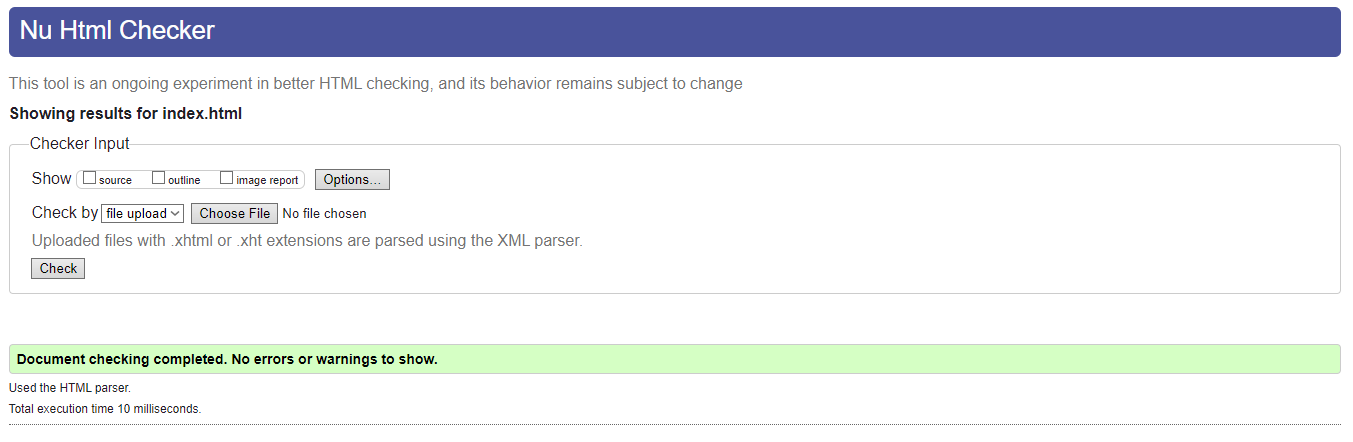 Nu Html Checker
This tool is an ongoing experiment in better HTML checking, and its behavior remains subject to change
Showing results for index.html
Checker Input
Show source outline image report Options...
Check by file upload Choose File No file chosen
Uploaded files with .xhtml or .xht extensions are parsed using the XML parser.
Check
Document checking completed. No errors or warnings to show.
Used the HTML parser.
Total execution time 10 milliseconds.